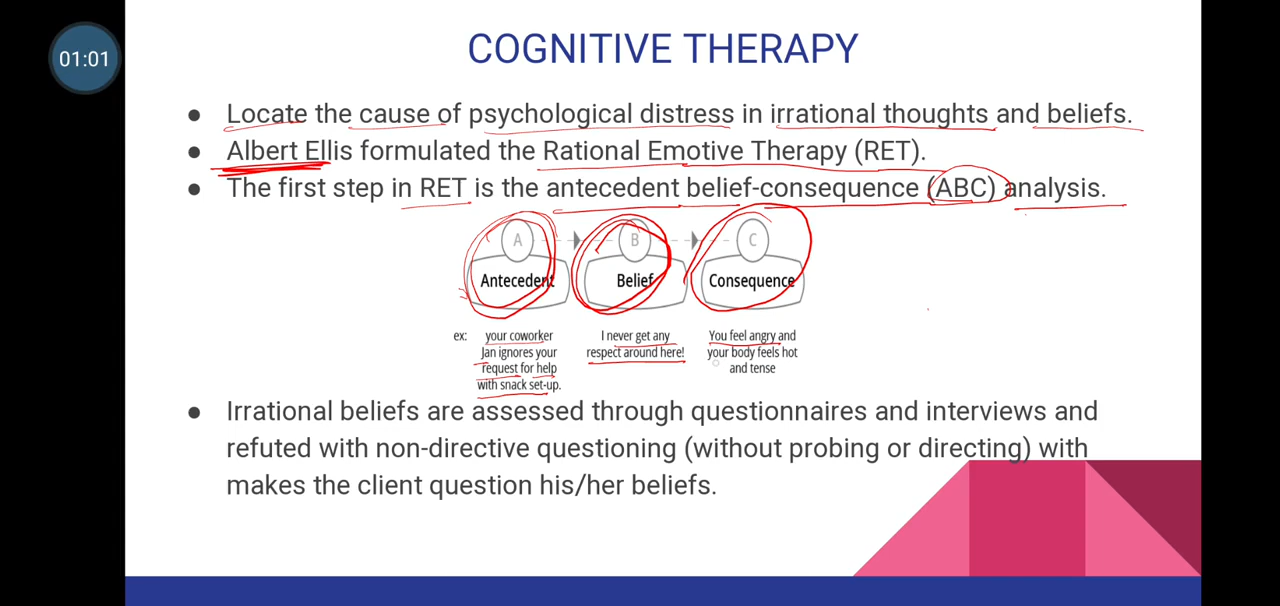 01:01
COGNITIVE THERAPY
● Locate the cause of psychological distress in irrational thoughts and beliefs.
● Albert Ellis formulated the Rational Emotive Therapy (RET).
● The first step in RET is the antecedent belief-consequence (ABC) analysis.
A B C
Antecedent Belief Consequence
ex: your coworker I never get any You feel angry and
Jan ignores your respect around here! your body feels hot
request for help and tense
with snack set-up.
● Irrational beliefs are assessed through questionnaires and interviews and
refuted with non-directive questioning (without probing or directing) with
makes the client question his/her beliefs.